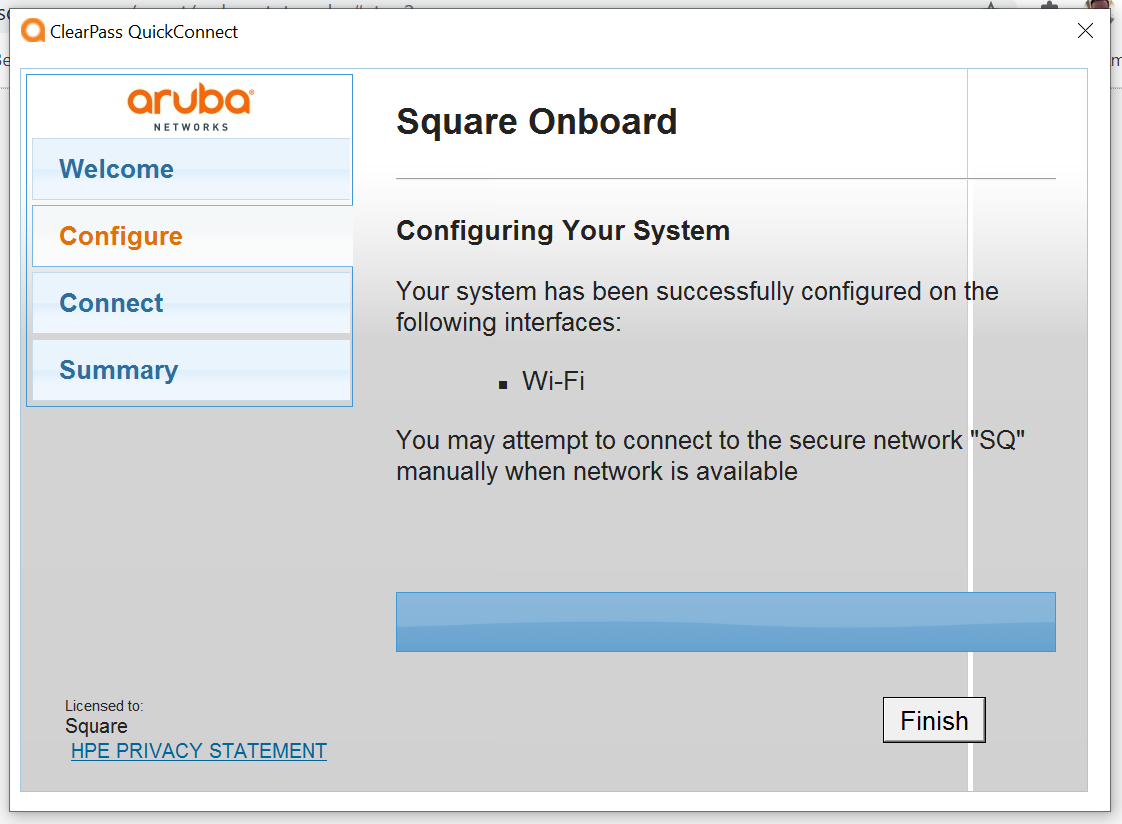 ClearPass QuickConnect
aruba
NETWORKS
Welcome
Configure
Connect
Summary
Square Onboard
Configuring Your System
Your system has been successfully configured on the
following interfaces:
Wi-Fi
You may attempt to connect to the secure network "SQ"
manually when network is available
Licensed to:
Square
HPE PRIVACY STATEMENT
Finish